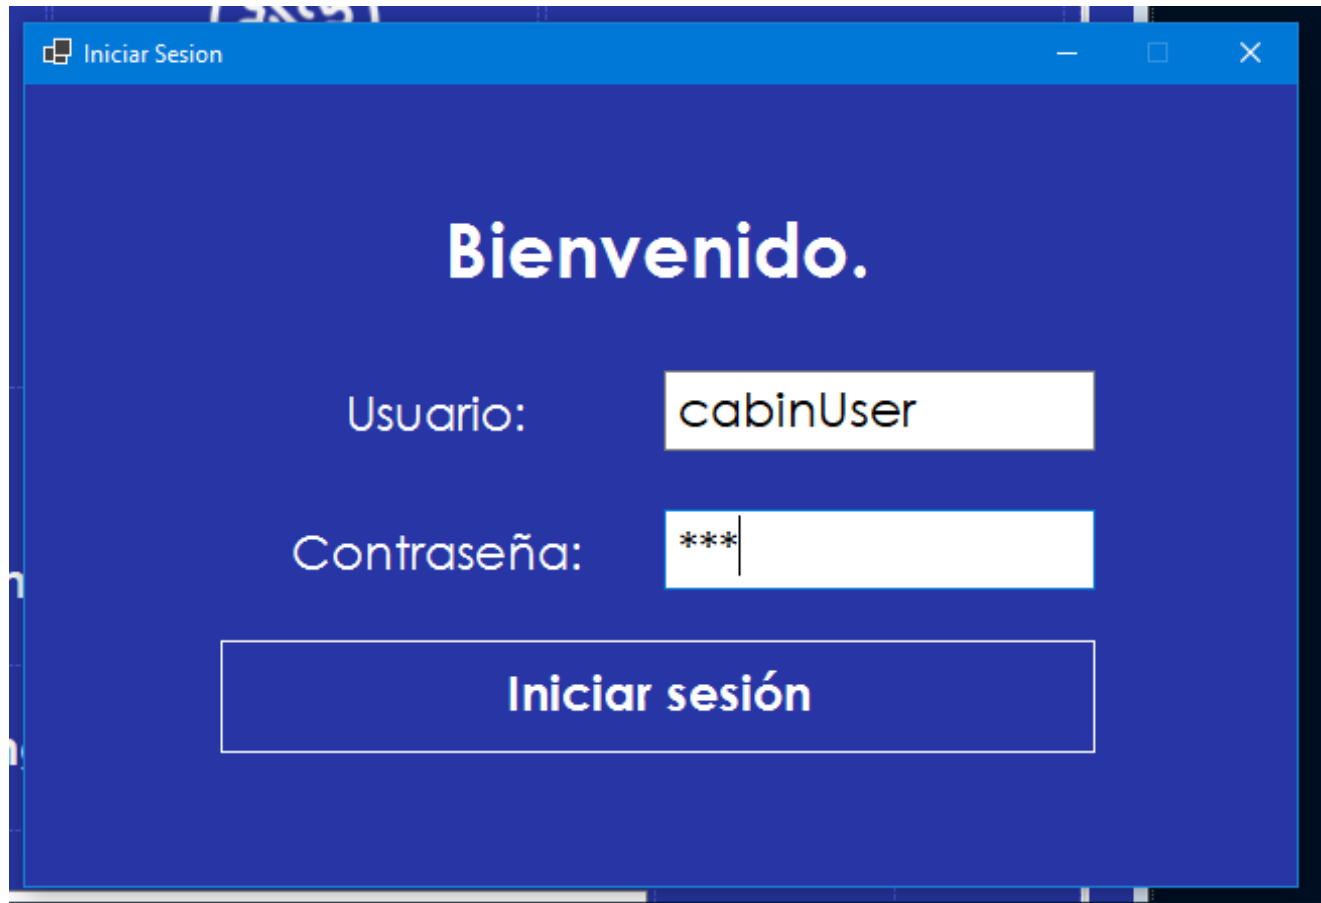 Iniciar Sesion
Bienvenido.
Usuario: cabinUser
Contraseña: ***
Iniciar sesión